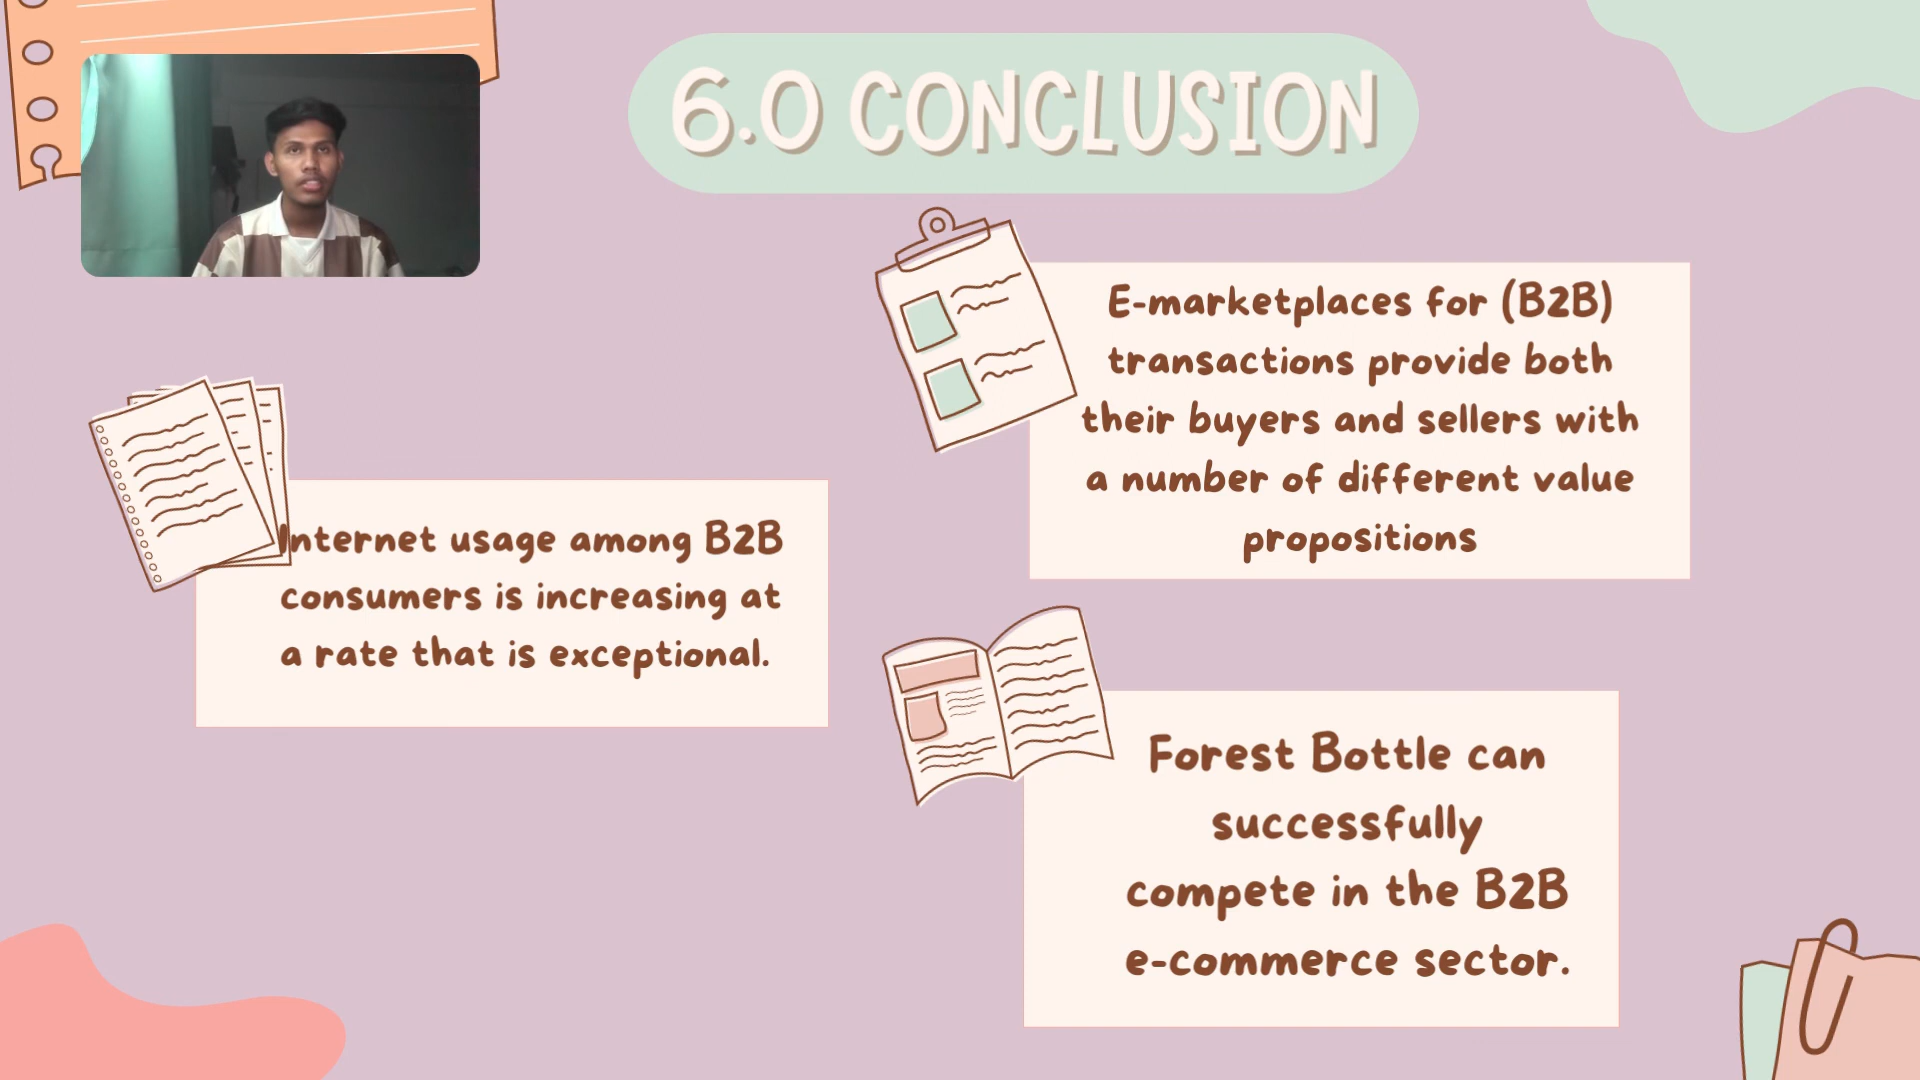 6.0 CONCLUSION
E-marketplaces for (B2B)
transactions provide both
their buyers and sellers with
a number of different value
propositions
Internet usage among B2B
consumers is increasing at
a rate that is exceptional.
Forest Bottle can
successfully
compete in the B2B
e-commerce sector.